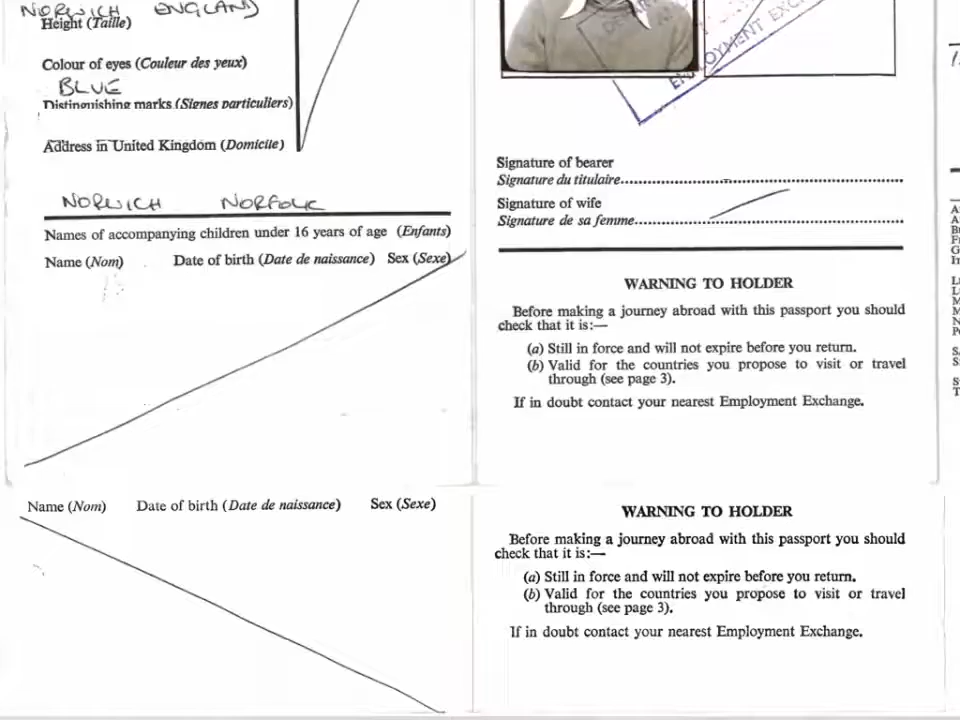 NORWICH ENGLAND
Height (Taille)
Colour of eyes (Couleur des yeux)
BLUE
Distinguishing marks (Signes particuliers)
Address in United Kingdom (Domicile)
NORWICH NORFOLK
Names of accompanying children under 16 years of age (Enfants)
Name (Nom) Date of birth (Date de naissance) Sex (Sexe)
EMPLOYMENT EXC
Signature of bearer
Signature du titulaire
Signature of wife
Signature de sa femme
WARNING TO HOLDER
Before making a journey abroad with this passport you should
check that it is:—
(a) Still in force and will not expire before you return.
(b) Valid for the countries you propose to visit or travel
through (see page 3).
If in doubt contact your nearest Employment Exchange.
Name (Nom) Date of birth (Date de naissance) Sex (Sexe)
WARNING TO HOLDER
Before making a journey abroad with this passport you should
check that it is:—
(a) Still in force and will not expire before you return.
(b) Valid for the countries you propose to visit or travel
through (see page 3).
If in doubt contact your nearest Employment Exchange.